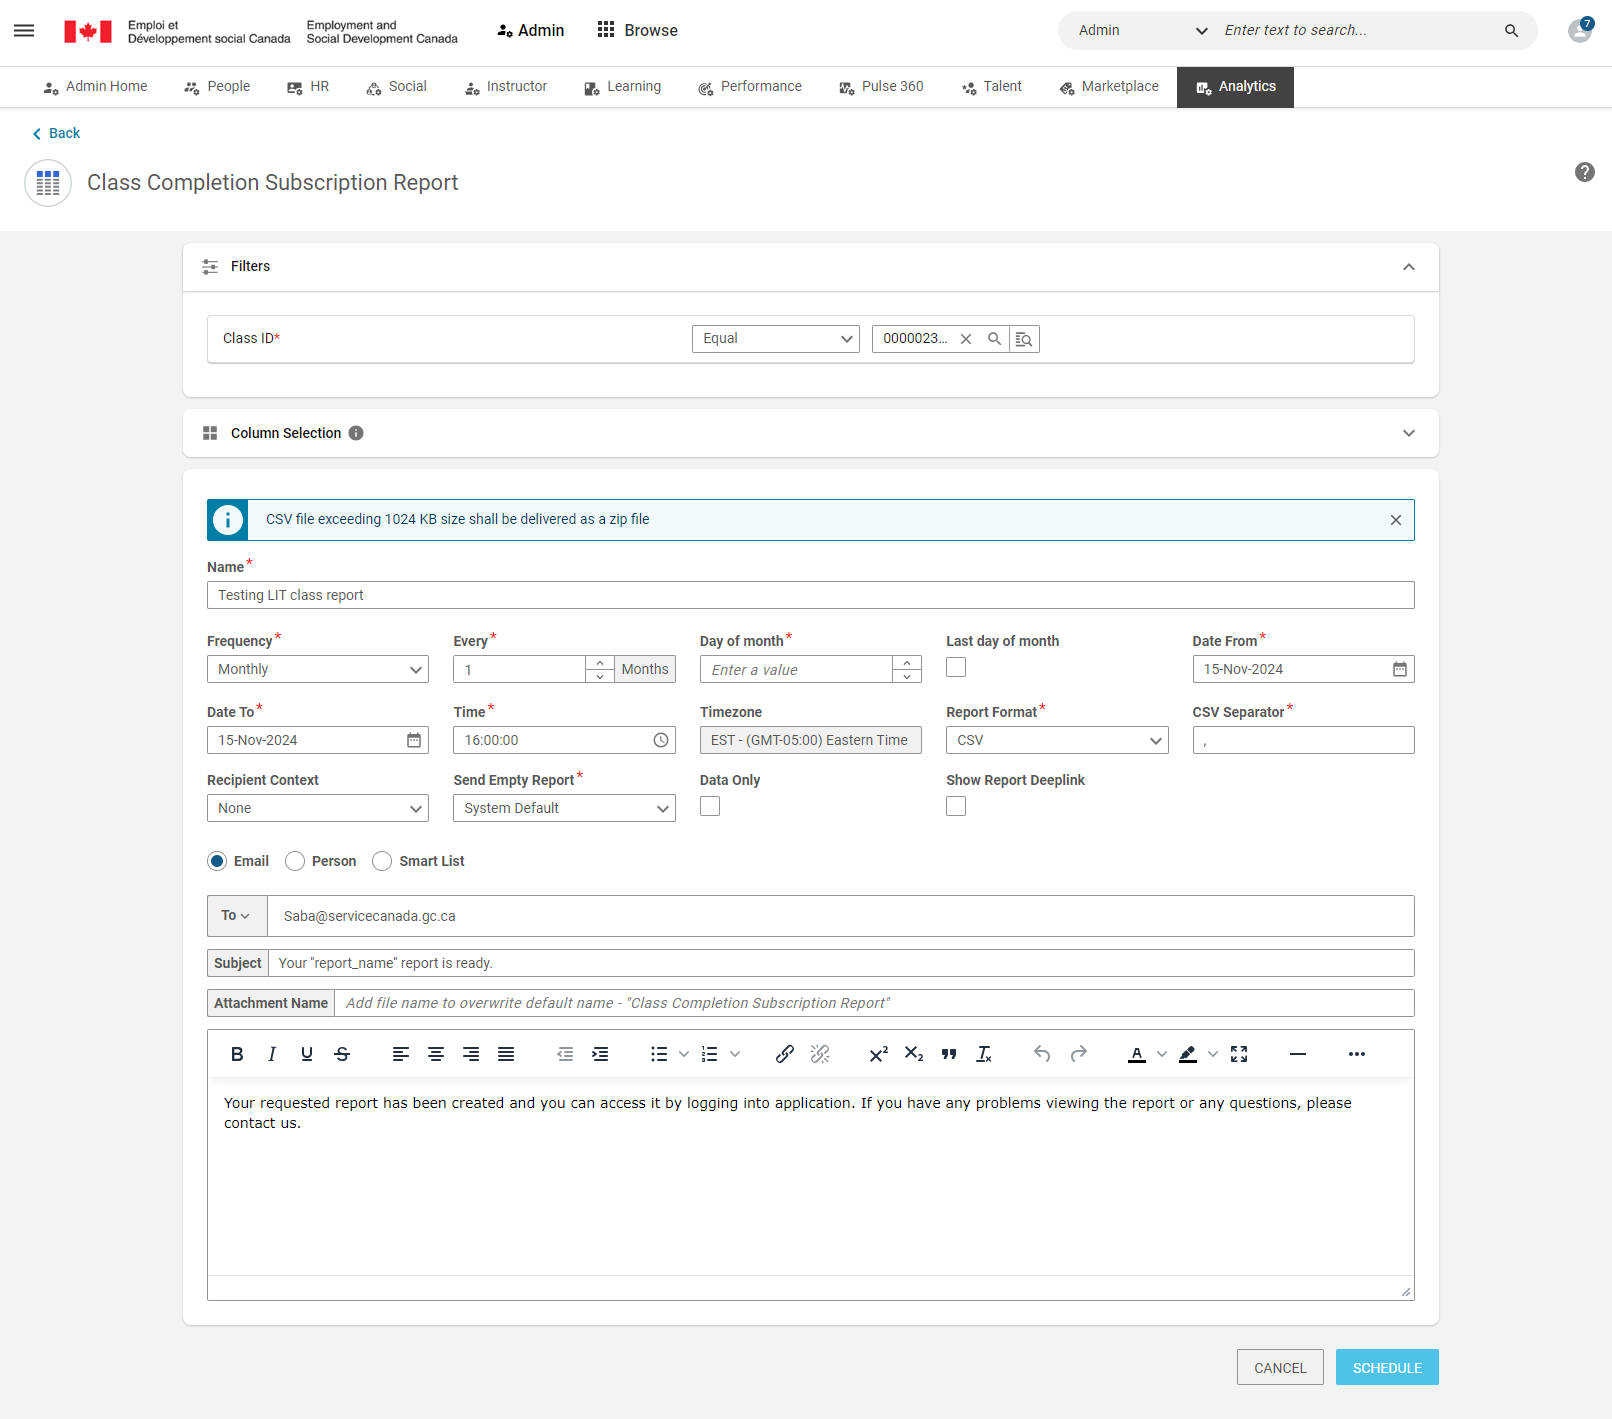 Emploi et
Développement social Canada
Employment and
Social Development Canada
Admin
Browse
Admin
Enter text to search...
7
Admin Home
People
HR
Social
Instructor
Learning
Performance
Pulse 360
Talent
Marketplace
Analytics
Back
Class Completion Subscription Report
Filters
Class ID*
Equal
0000023...
Column Selection
CSV file exceeding 1024 KB size shall be delivered as a zip file
Name*
Testing LIT class report
Frequency*
Every*
Day of month*
Last day of month
Date From*
Monthly
1
Months
Enter a value
15-Nov-2024
Date To*
Time*
Timezone
Report Format*
CSV Separator*
15-Nov-2024
16:00:00
EST - (GMT-05:00) Eastern Time
CSV
,
Recipient Context
Send Empty Report*
Data Only
Show Report Deeplink
None
System Default
Email
Person
Smart List
To
Saba@servicecanada.gc.ca
Subject
Your "report_name" report is ready.
Attachment Name
Add file name to overwrite default name - "Class Completion Subscription Report"
Your requested report has been created and you can access it by logging into application. If you have any problems viewing the report or any questions, please
contact us.
CANCEL
SCHEDULE